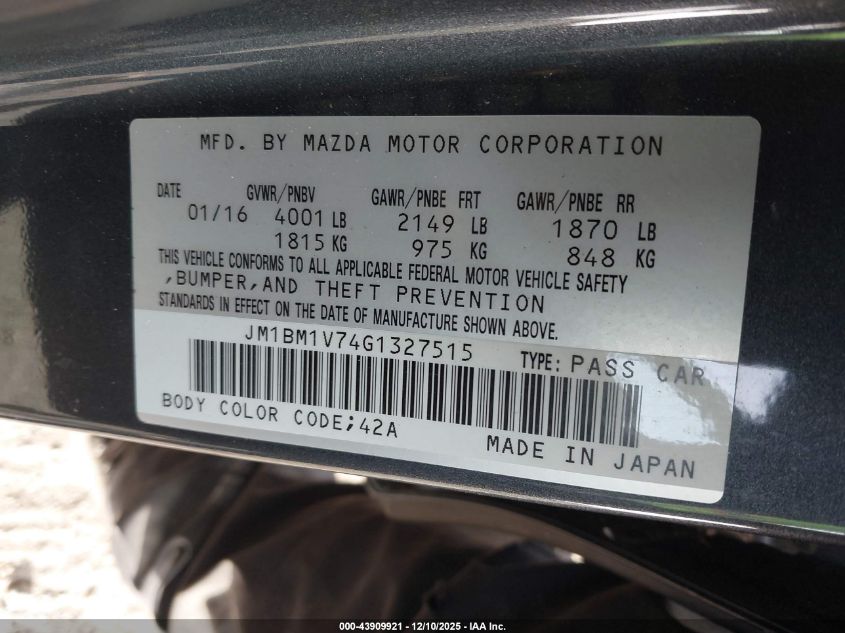 MFD. BY MAZDA MOTOR CORPORATION
DATE GVWR/PNBV GAWR/PNBE FRT GAWR/PNBE RR
01/16 4001 LB 2149 LB 1870 LB
1815 KG 975 KG 848 KG
THIS VEHICLE CONFORMS TO ALL APPLICABLE FEDERAL MOTOR VEHICLE SAFETY
,BUMPER,AND THEFT PREVENTION
STANDARDS IN EFFECT ON THE DATE OF MANUFACTURE SHOWN ABOVE.
JM1BM1V74G1327515 TYPE: PASS CAR
BODY COLOR CODE;42A
MADE IN JAPAN
000-43909921 - 12/10/2025 - IAA Inc.